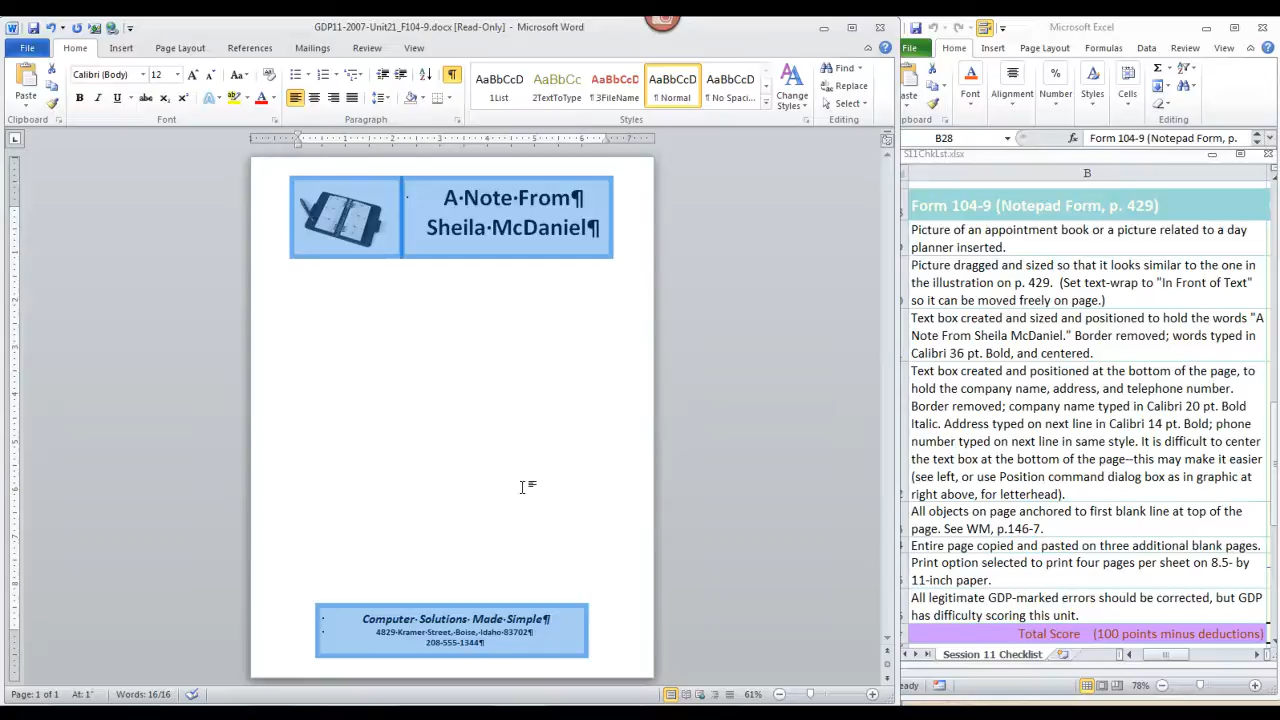 GDP11-2007-Unit21_F104-9.docx [Read-Only] - Microsoft Word
File Home Insert Page Layout References Mailings Review View
Calibri (Body) 12
Paste
Clipboard Font Paragraph Styles Editing
AaBbCcD AaBbCc AaBbCcD AaBbCcD AaBbCcD
1List 2TextToType ¶ 3FileName ¶ Normal ¶ No Spaci...
Change Styles
Find
Replace
Select
A·Note·From¶
Sheila·McDaniel¶
Computer· Solutions· Made· Simple¶
4829·Kramer·Street,·Boise,·Idaho·83702¶
208-555-1344¶
Page: 1 of 1 At: 1" Words: 16/16 61%
Microsoft Excel
File Home Insert Page Layout Formulas Data Review View
Font Alignment Number Styles Cells
Editing
B28 fx Form 104-9 (Notepad Form, p.
S11ChkLst.xlsx
B
Form 104-9 (Notepad Form, p. 429)
Picture of an appointment book or a picture related to a day
planner inserted.
Picture dragged and sized so that it looks similar to the one in
the illustration on p. 429. (Set text-wrap to "In Front of Text"
so it can be moved freely on page.)
Text box created and sized and positioned to hold the words "A
Note From Sheila McDaniel." Border removed; words typed in
Calibri 36 pt. Bold, and centered.
Text box created and positioned at the bottom of the page, to
hold the company name, address, and telephone number.
Border removed; company name typed in Calibri 20 pt. Bold
Italic. Address typed on next line in Calibri 14 pt. Bold; phone
number typed on next line in same style. It is difficult to center
the text box at the bottom of the page--this may make it easier
(see left, or use Position command dialog box as in graphic at
right above, for letterhead).
All objects on page anchored to first blank line at top of the
page. See WM, p.146-7.
Entire page copied and pasted on three additional blank pages.
Print option selected to print four pages per sheet on 8.5- by
11-inch paper.
All legitimate GDP-marked errors should be corrected, but GDP
has difficulty scoring this unit.
Total Score (100 points minus deductions)
Session 11 Checklist
78%